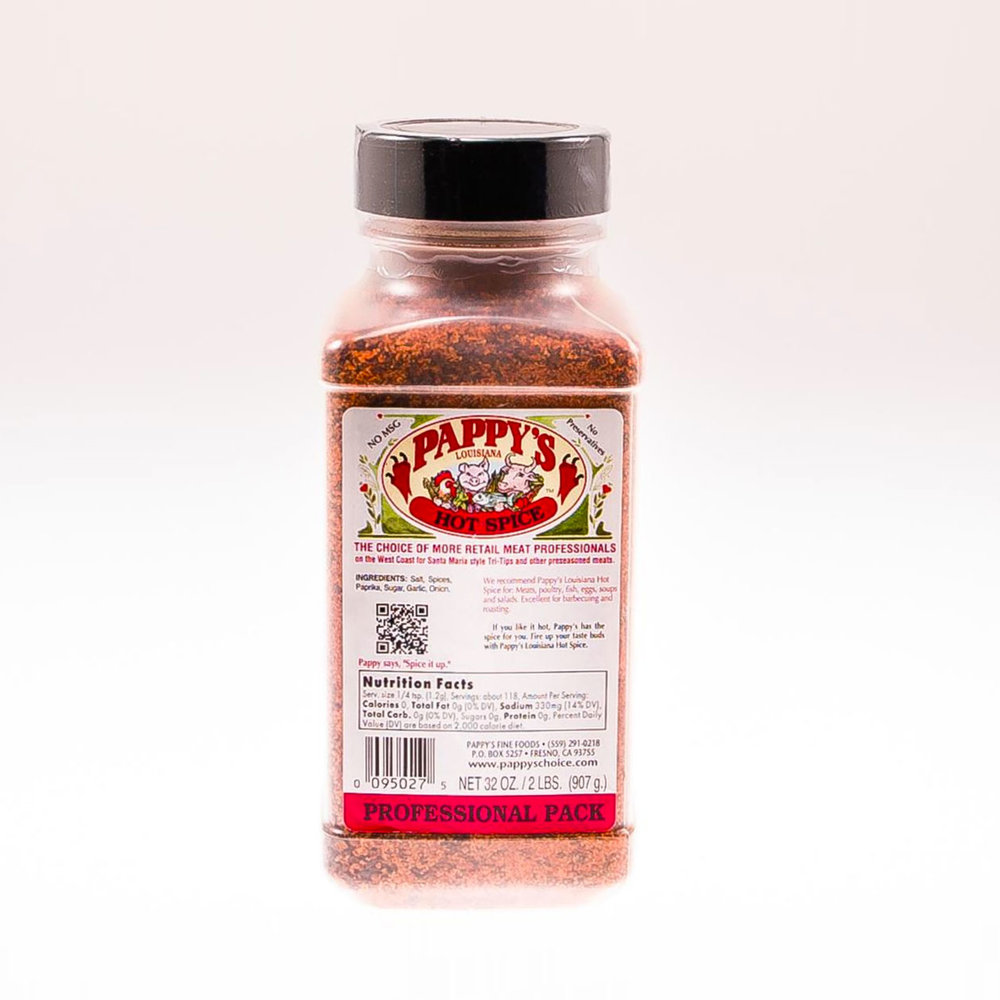 NO MSG
No Preservatives
PAPPY'S
LOUISIANA
TM
HOT SPICE
THE CHOICE OF MORE RETAIL MEAT PROFESSIONALS
on the West Coast for Santa Maria style Tri-Tips and other preseasoned meats.
INGREDIENTS: Salt, Spices,
Paprika, Sugar, Garlic, Onion.
We recommend Pappy's Louisiana Hot
Spice for: Meats, poultry, fish, eggs, soups
and salads. Excellent for barbecuing and
roasting.
If you like it hot, Pappy's has the
spice for you. Fire up your taste buds
with Pappy's Louisiana Hot Spice.
Pappy says, "Spice it up."
Nutrition Facts
Serv. size 1/4 tsp. (1.2g), Servings: about 118, Amount Per Serving:
Calories 0, Total Fat 0g (0% DV), Sodium 330mg (14% DV),
Total Carb. 0g (0% DV), Sugars 0g, Protein 0g, Percent Daily
Value (DV) are based on 2,000 calorie diet.
PAPPY'S FINE FOODS • (559) 291-0218
P.O. BOX 5257 • FRESNO, CA 93755
www.pappyschoice.com
0 095027 5
NET 32 OZ. / 2 LBS. (907 g.)
PROFESSIONAL PACK